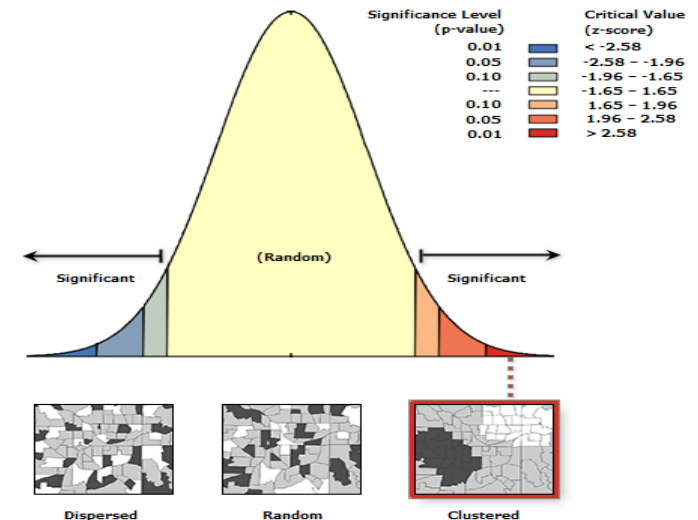 Significance Level Critical Value
(p-value) (z-score)
0.01 < -2.58
0.05 -2.58 – -1.96
0.10 -1.96 – -1.65
--- -1.65 – 1.65
0.10 1.65 – 1.96
0.05 1.96 – 2.58
0.01 > 2.58
(Random)
Significant Significant
Dispersed Random Clustered